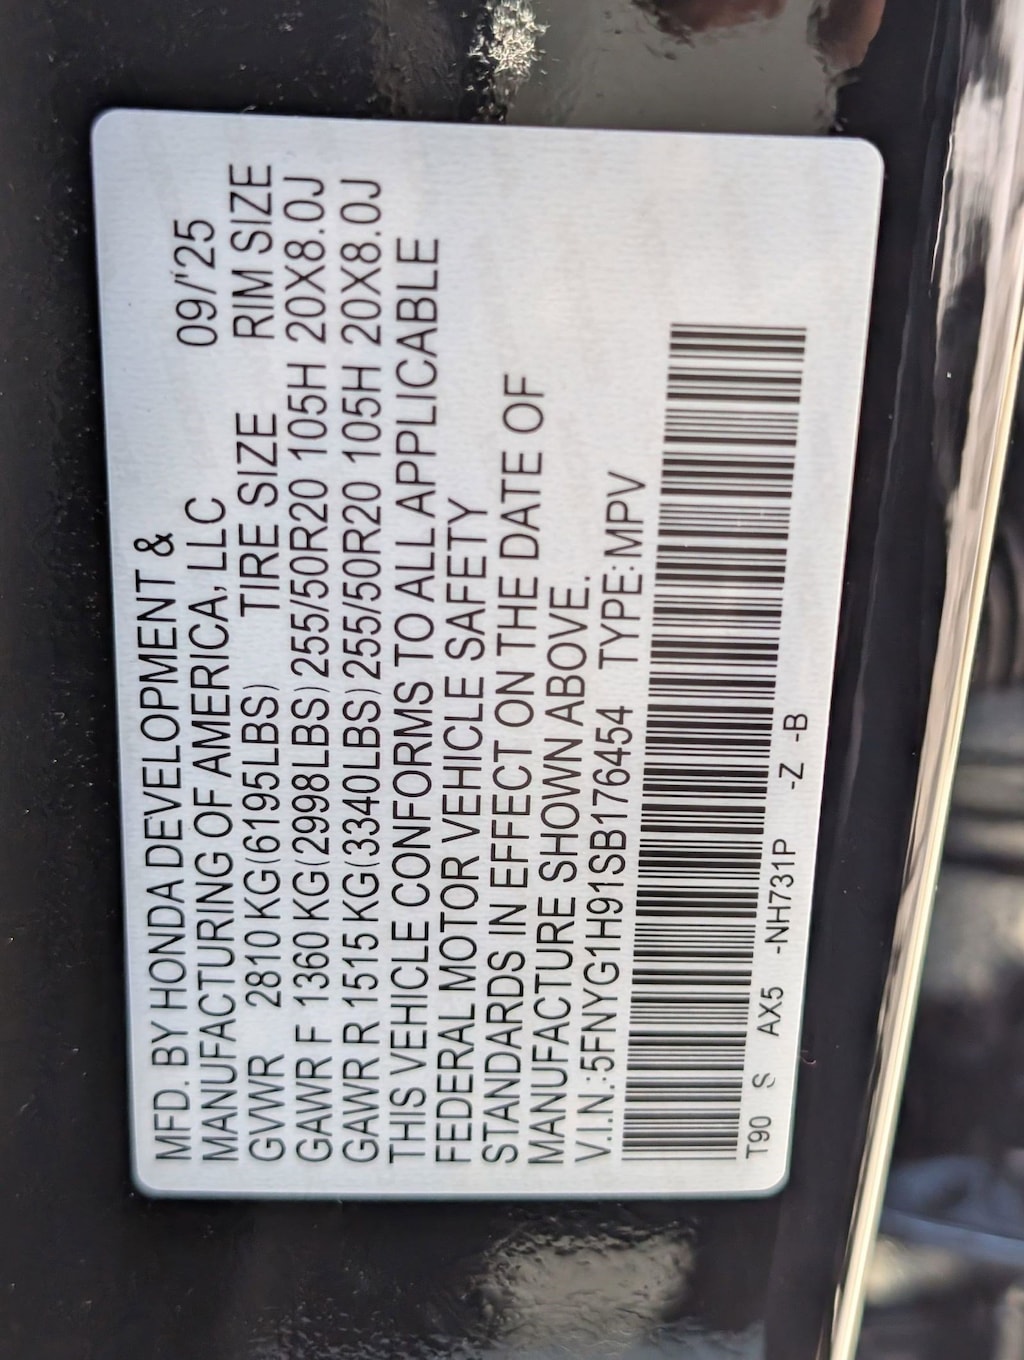 MFD. BY HONDA DEVELOPMENT &
MANUFACTURING OF AMERICA, LLC 09/'25
GVWR 2810 KG(6195LBS) TIRE SIZE RIM SIZE
GAWR F 1360 KG(2998LBS) 255/50R20 105H 20X8.0J
GAWR R 1515 KG(3340LBS) 255/50R20 105H 20X8.0J
THIS VEHICLE CONFORMS TO ALL APPLICABLE
FEDERAL MOTOR VEHICLE SAFETY
STANDARDS IN EFFECT ON THE DATE OF
MANUFACTURE SHOWN ABOVE.
V.I.N.:5FNYG1H91SB176454 TYPE:MPV
T90 S AX5 -NH731P -Z -B